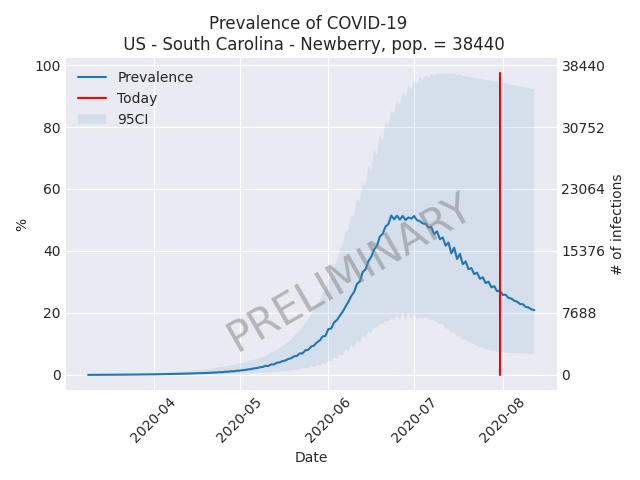 Prevalence of COVID-19
US - South Carolina - Newberry, pop. = 38440
100
80
60
40
20
0
%
Prevalence
Today
95CI
PRELIMINARY
38440
30752
23064
15376
7688
0
# of infections
2020-04
2020-05
2020-06
2020-07
2020-08
Date